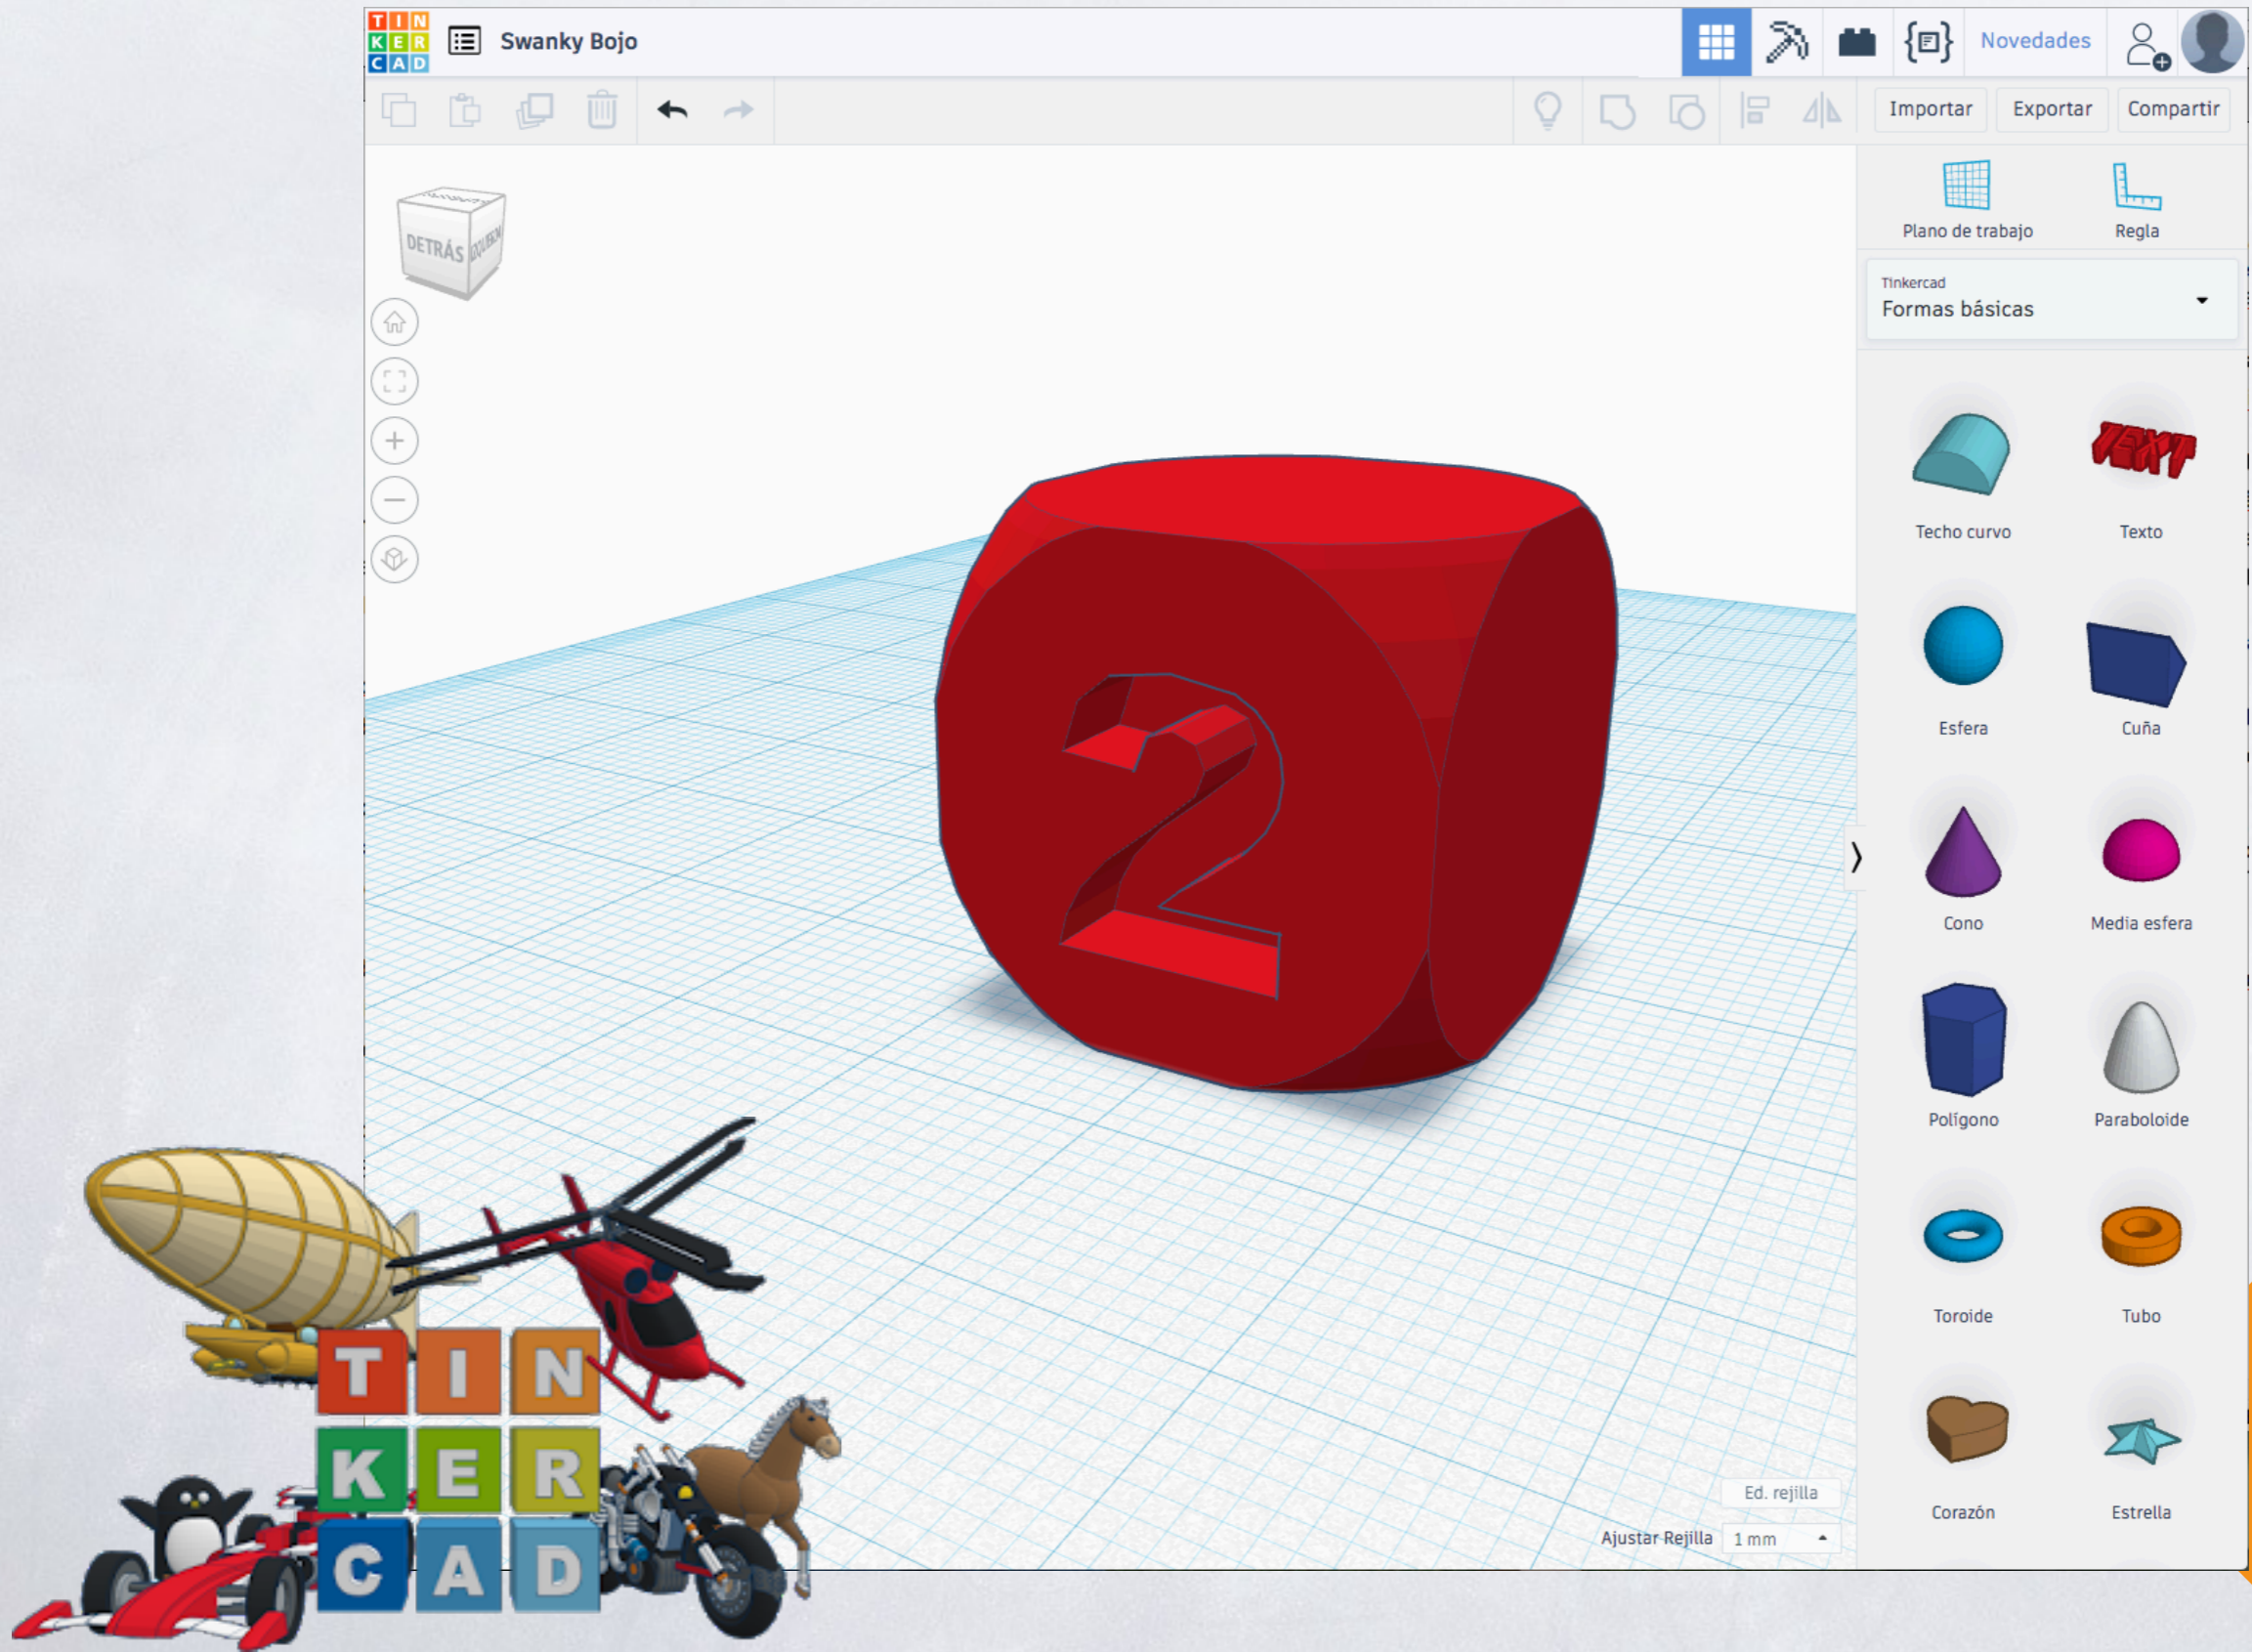 TIN
KER
CAD
Swanky Bojo
Novedades
Importar
Exportar
Compartir
DETRÁS
IZQUIERDA
Plano de trabajo
Regla
Tinkercad
Formas básicas
TEXT
Techo curvo
Texto
Esfera
Cuña
2
Cono
Media esfera
Polígono
Paraboloide
Toroide
Tubo
Corazón
Estrella
Ed. rejilla
Ajustar Rejilla
1 mm
TIN
KER
CAD